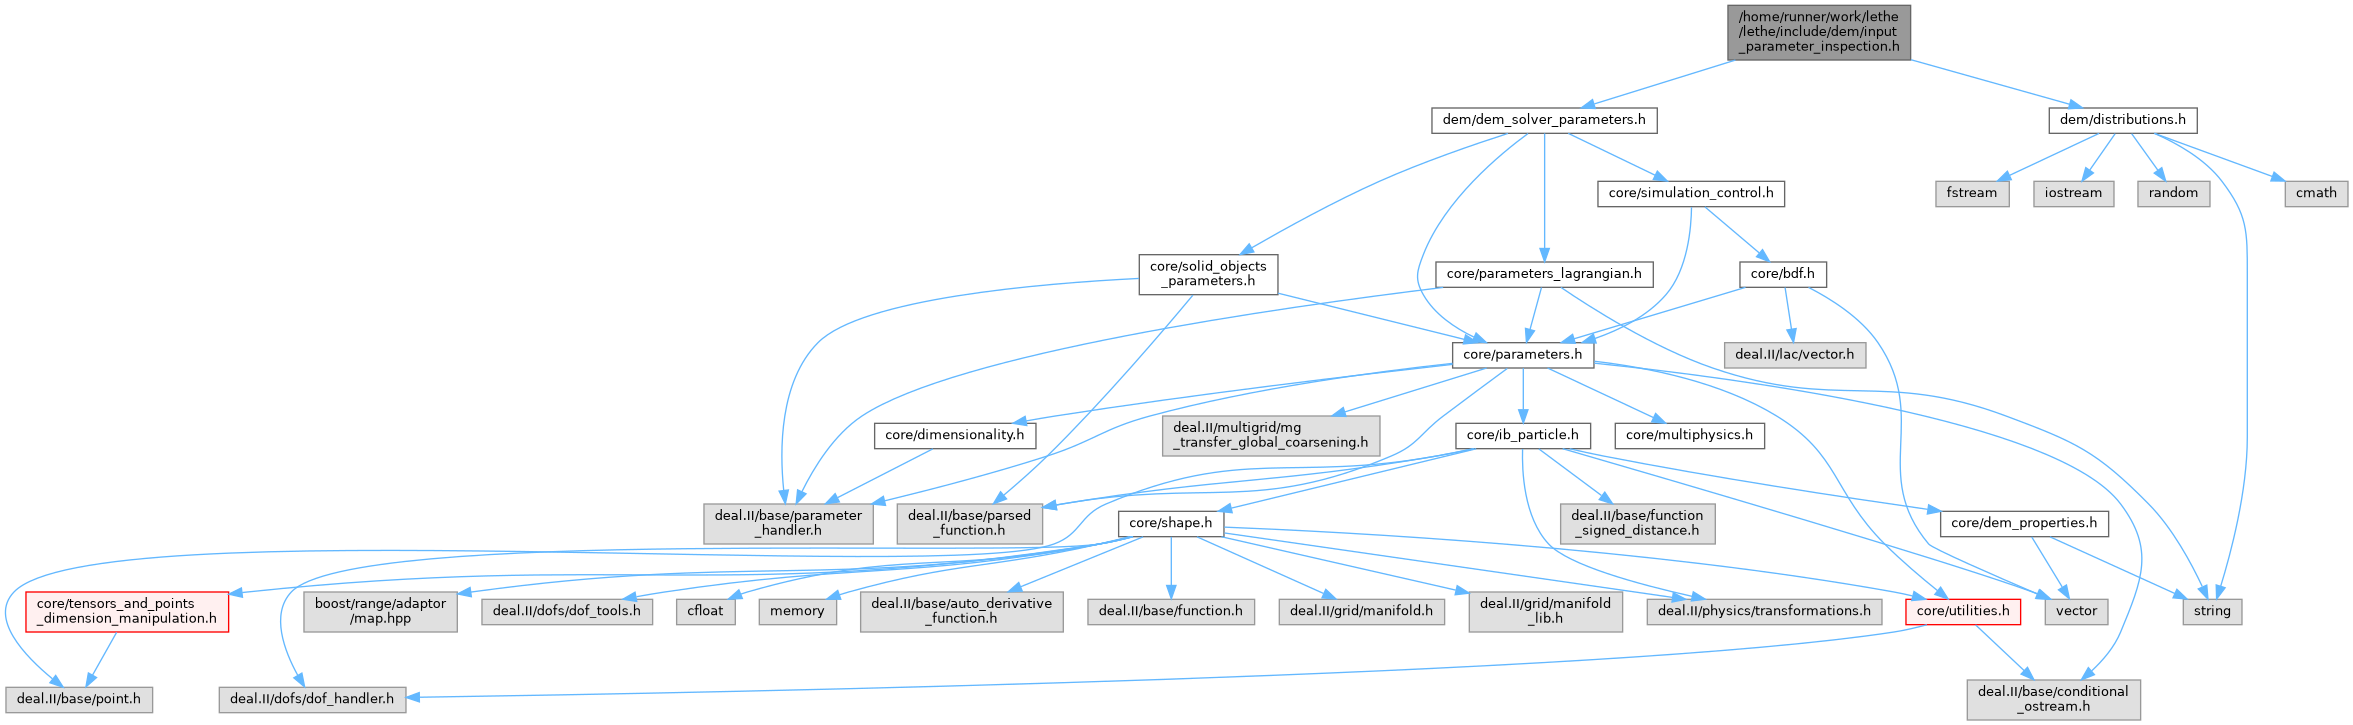 /home/runner/work/lethe
/lethe/include/dem/input
_parameter_inspection.h
dem/dem_solver_parameters.h
dem/distributions.h
core/simulation_control.h
fstream
iostream
random
cmath
core/solid_objects
_parameters.h
core/parameters_lagrangian.h
core/bdf.h
core/parameters.h
deal.II/lac/vector.h
core/dimensionality.h
deal.II/multigrid/mg
_transfer_global_coarsening.h
core/ib_particle.h
core/multiphysics.h
deal.II/base/parameter
_handler.h
deal.II/base/parsed
_function.h
core/shape.h
deal.II/base/function
_signed_distance.h
core/dem_properties.h
core/tensors_and_points
_dimension_manipulation.h
boost/range/adaptor
/map.hpp
deal.II/dofs/dof_tools.h
cfloat
memory
deal.II/base/auto_derivative
_function.h
deal.II/base/function.h
deal.II/grid/manifold.h
deal.II/grid/manifold
_lib.h
deal.II/physics/transformations.h
core/utilities.h
vector
string
deal.II/base/point.h
deal.II/dofs/dof_handler.h
deal.II/base/conditional
_ostream.h